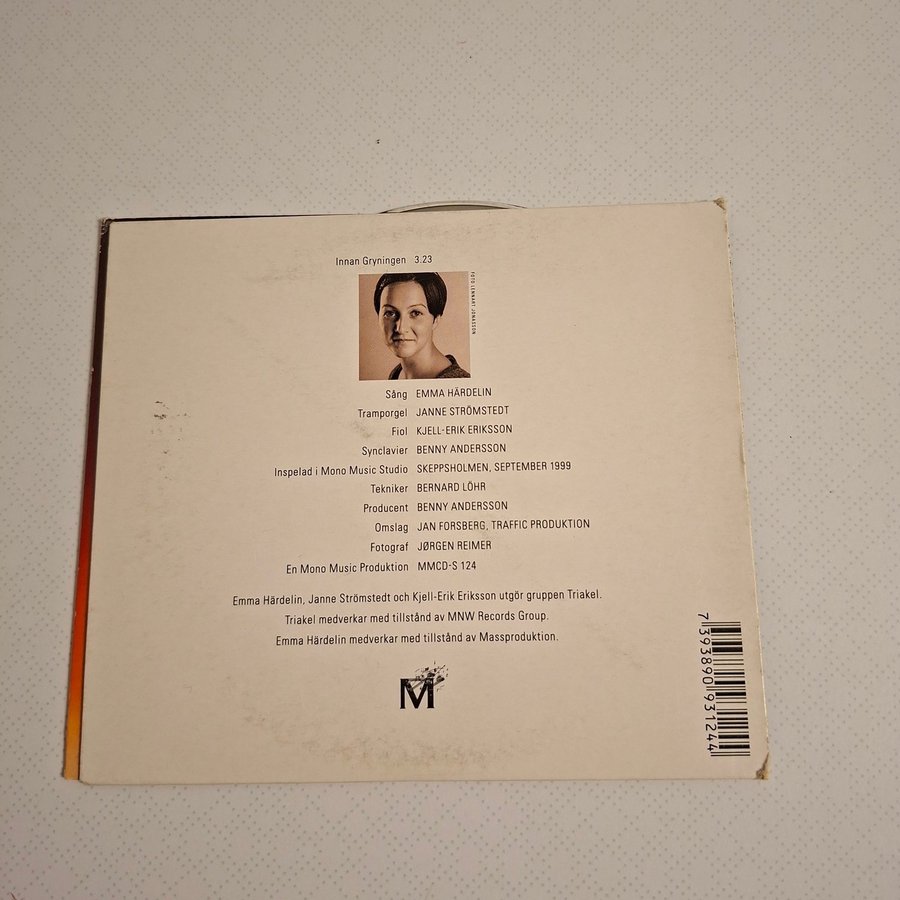 Innan Gryningen 3.23
FOTO: LENNART JONASSON
Sång EMMA HÄRDELIN
Tramporgel JANNE STRÖMSTEDT
Fiol KJELL-ERIK ERIKSSON
Synclavier BENNY ANDERSSON
Inspelad i Mono Music Studio SKEPPSHOLMEN, SEPTEMBER 1999
Tekniker BERNARD LÖHR
Producent BENNY ANDERSSON
Omslag JAN FORSBERG, TRAFFIC PRODUKTION
Fotograf JØRGEN REIMER
En Mono Music Produktion MMCD-S 124
Emma Härdelin, Janne Strömstedt och Kjell-Erik Eriksson utgör gruppen Triakel.
Triakel medverkar med tillstånd av MNW Records Group.
Emma Härdelin medverkar med tillstånd av Massproduktion.
M
7 393890 931244